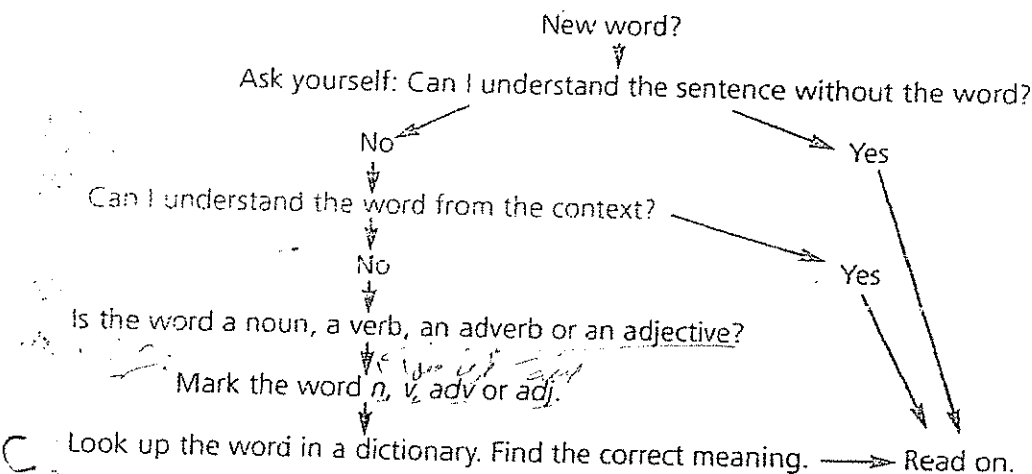 New word?
Ask yourself: Can I understand the sentence without the word?
No
Yes
Can I understand the word from the context?
No
Yes
Is the word a noun, a verb, an adverb or an adjective?
Mark the word n, v, adv or adj.
C Look up the word in a dictionary. Find the correct meaning. Read on.